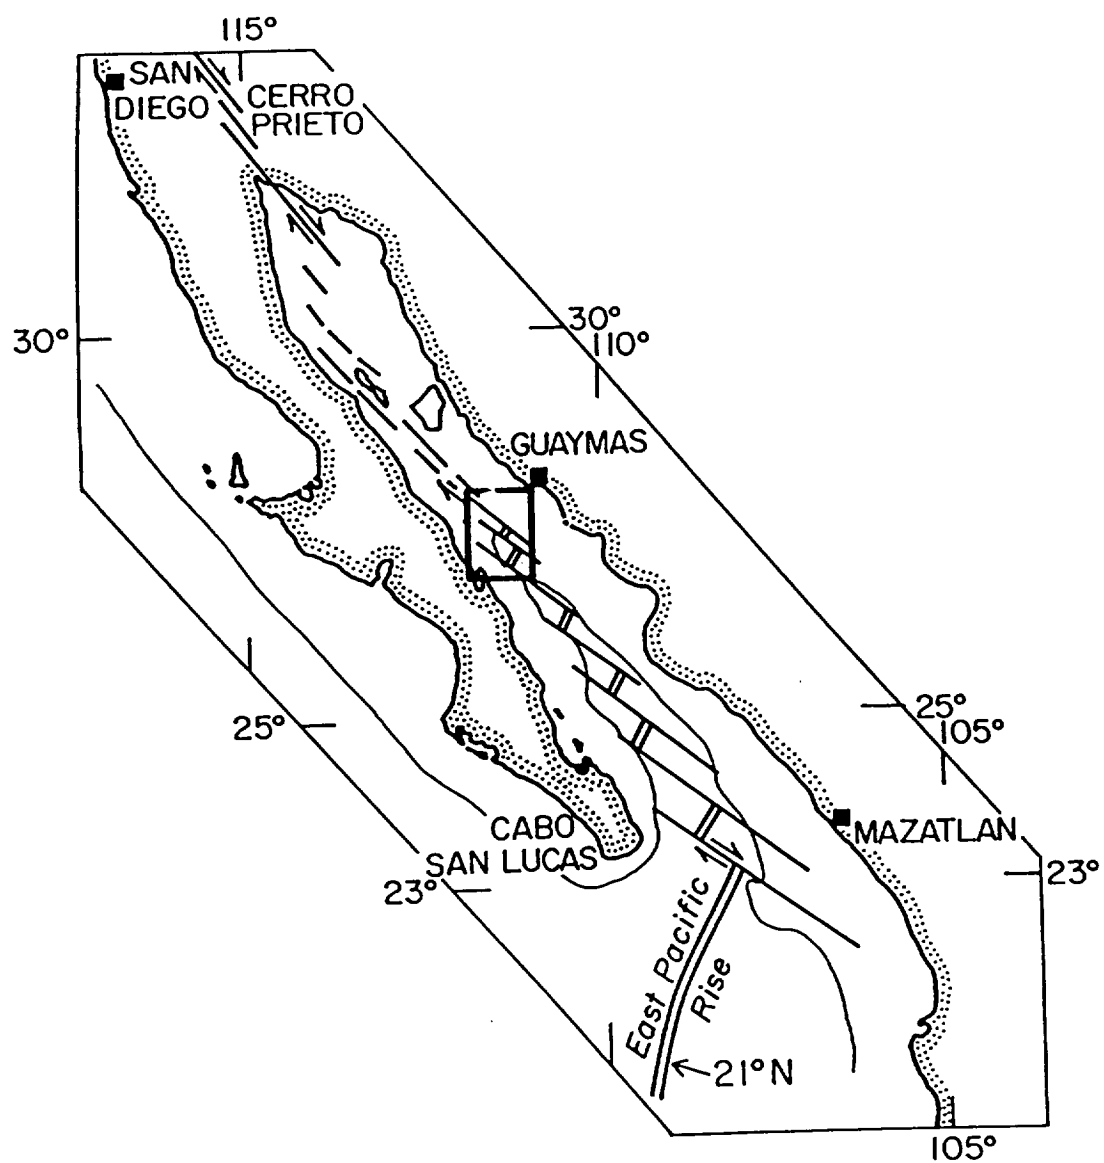 115°
SAN
DIEGO
CERRO
PRIETO
30°
30°
110°
GUAYMAS
25°
25°
105°
CABO
SAN LUCAS
MAZATLAN
23°
23°
East Pacific
Rise
21°N
105°